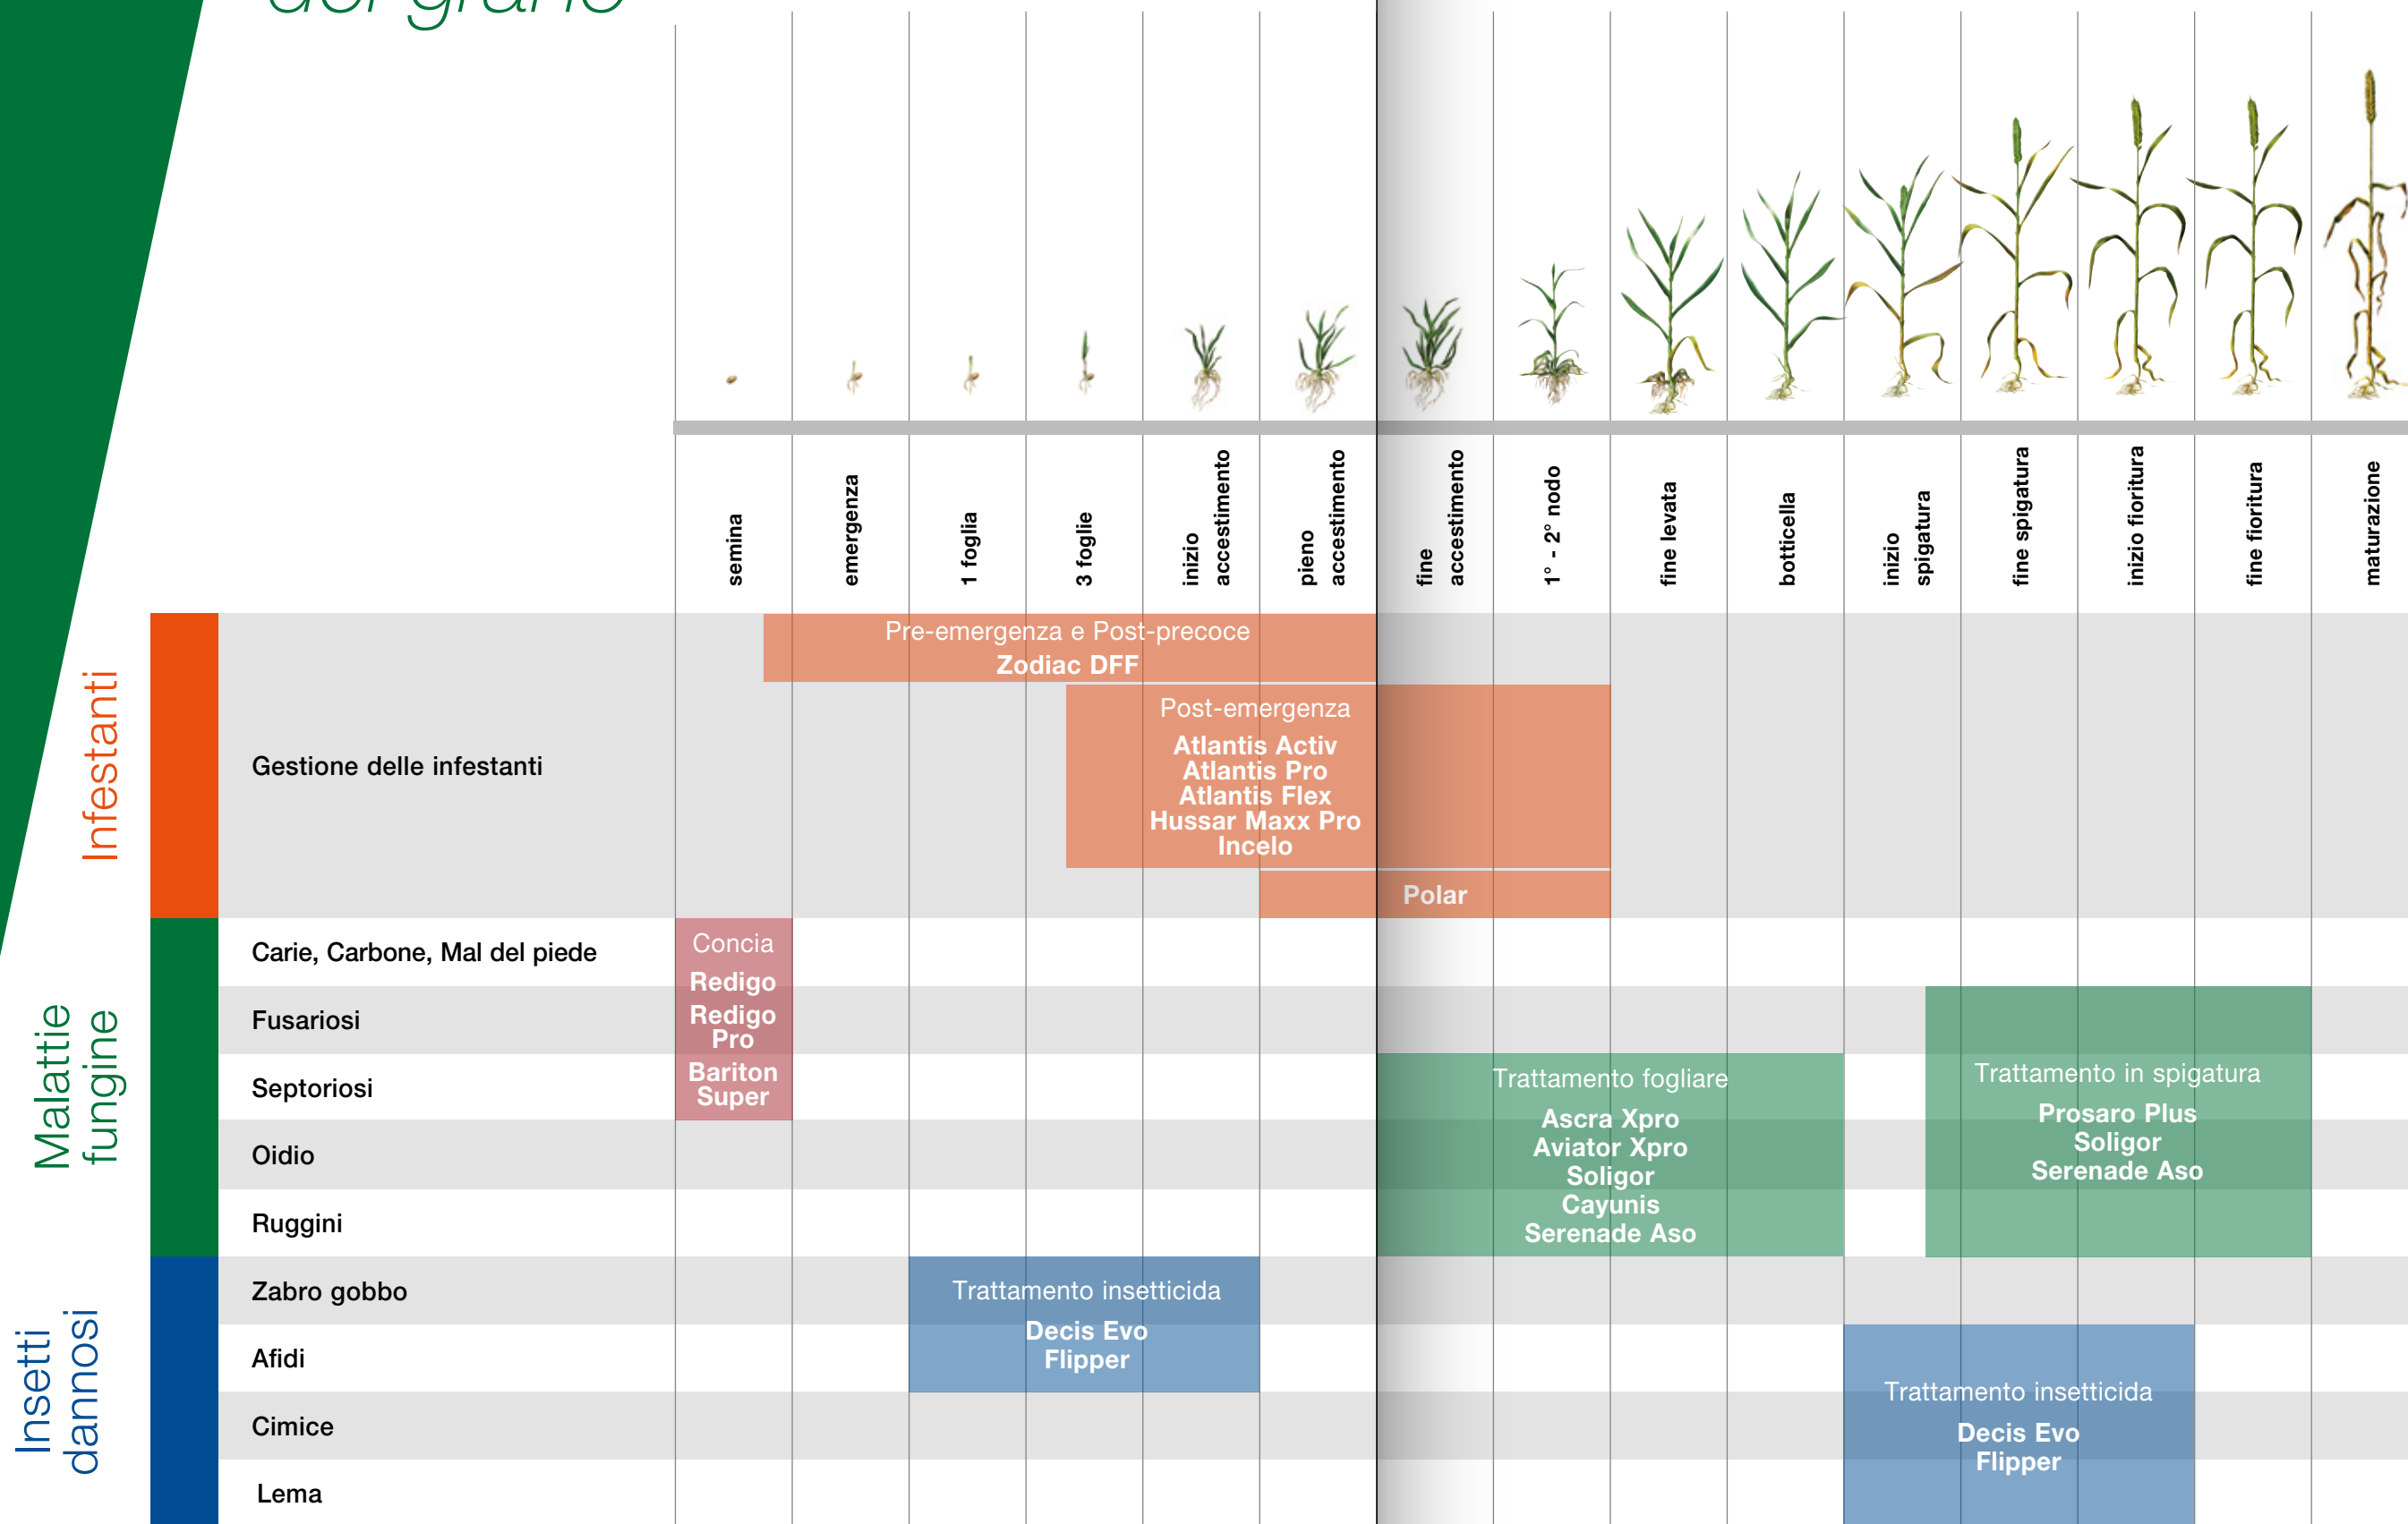 del grano
semina
emergenza
1 foglia
3 foglie
inizio
accestimento
pieno
accestimento
fine
accestimento
1° - 2° nodo
fine levata
botticella
inizio
spigatura
fine spigatura
inizio fioritura
fine fioritura
maturazione
Infestanti
Gestione delle infestanti
Pre-emergenza e Post-precoce
Zodiac DFF
Post-emergenza
Atlantis Activ
Atlantis Pro
Atlantis Flex
Hussar Maxx Pro
Incelo
Polar
Malattie
fungine
Carie, Carbone, Mal del piede
Fusariosi
Septoriosi
Oidio
Ruggini
Concia
Redigo
Redigo
Pro
Bariton
Super
Trattamento fogliare
Ascra Xpro
Aviator Xpro
Soligor
Cayunis
Serenade Aso
Trattamento in spigatura
Prosaro Plus
Soligor
Serenade Aso
Insetti
dannosi
Zabro gobbo
Afidi
Cimice
Lema
Trattamento insetticida
Decis Evo
Flipper
Trattamento insetticida
Decis Evo
Flipper